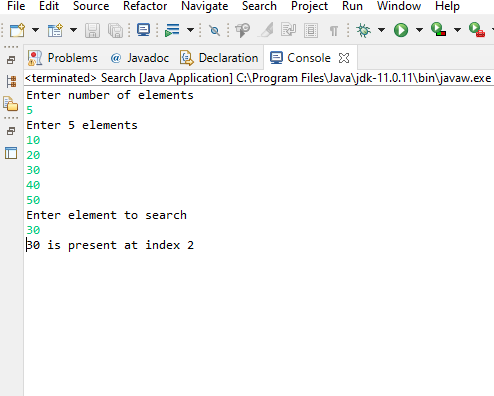 File Edit Source Refactor Navigate Search Project Run Window Help
Problems @ Javadoc Declaration Console
<terminated> Search [Java Application] C:\Program Files\Java\jdk-11.0.11\bin\javaw.exe
Enter number of elements
5
Enter 5 elements
10
20
30
40
50
Enter element to search
30
30 is present at index 2